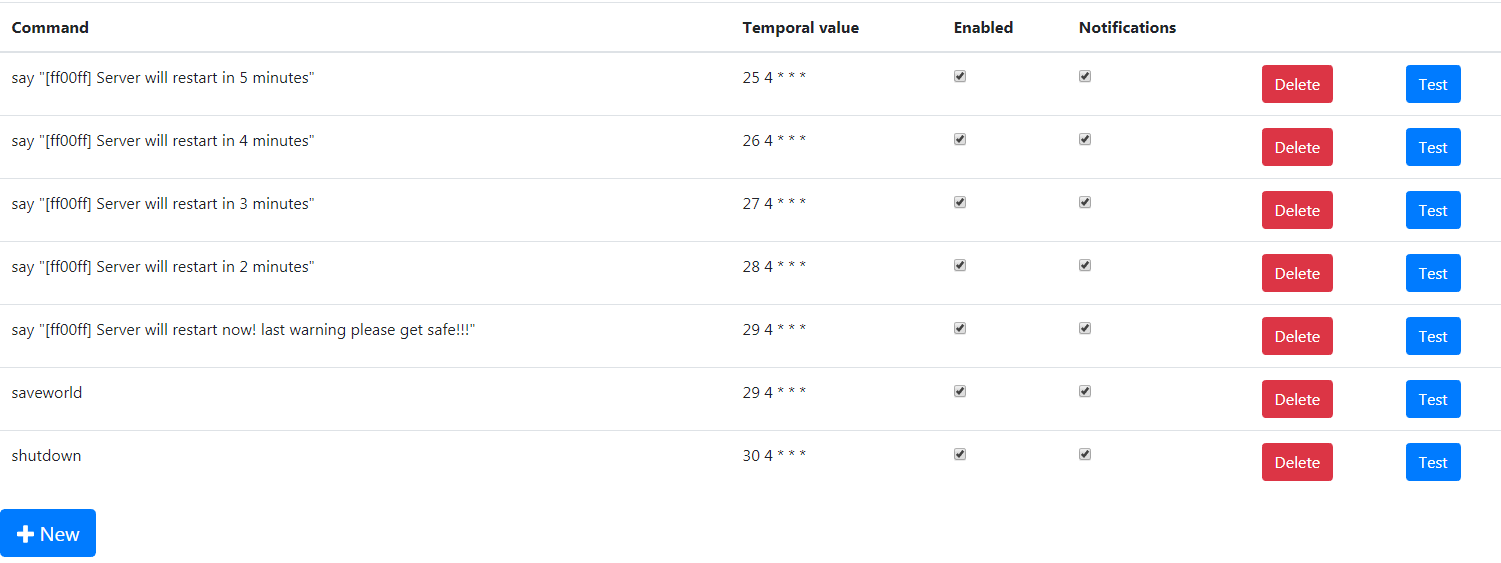 Command Temporal value Enabled Notifications
say "[ff00ff] Server will restart in 5 minutes" 25 4 * * * Delete Test
say "[ff00ff] Server will restart in 4 minutes" 26 4 * * * Delete Test
say "[ff00ff] Server will restart in 3 minutes" 27 4 * * * Delete Test
say "[ff00ff] Server will restart in 2 minutes" 28 4 * * * Delete Test
say "[ff00ff] Server will restart now! last warning please get safe!!!" 29 4 * * * Delete Test
saveworld 29 4 * * * Delete Test
shutdown 30 4 * * * Delete Test
New